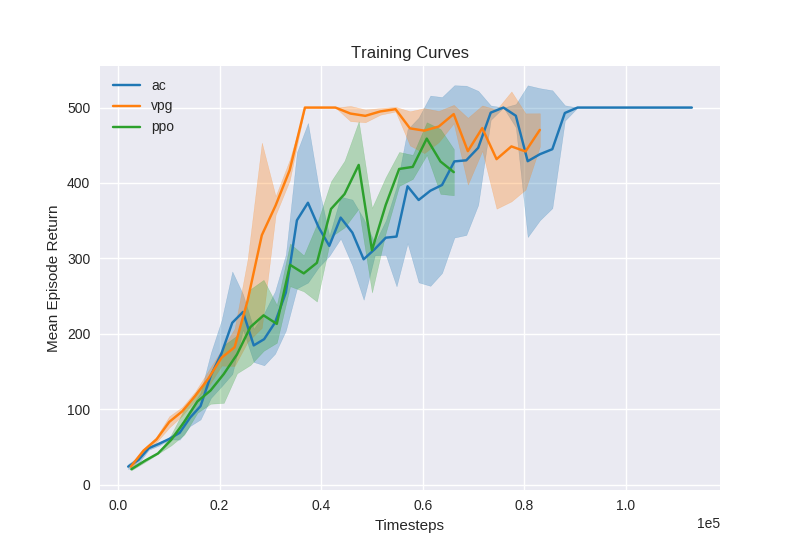 Training Curves
ac
vpg
ppo
Mean Episode Return
500
400
300
200
100
0
0.0 0.2 0.4 0.6 0.8 1.0
1e5
Timesteps